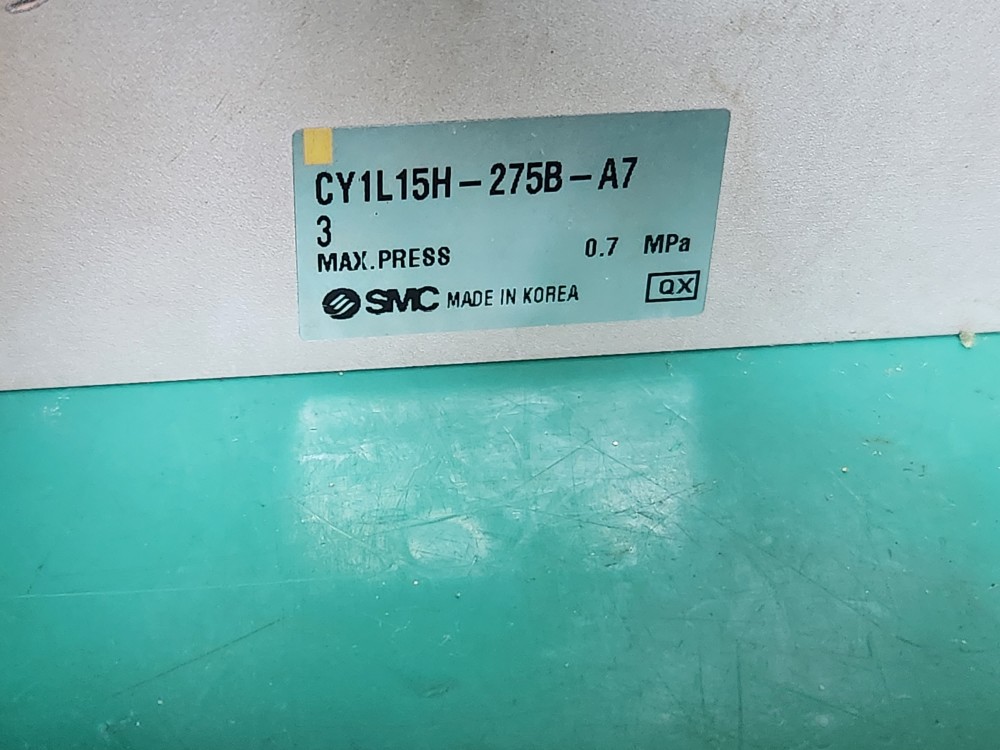 CY1L15H-275B-A7
3
MAX.PRESS 0.7 MPa
SMC MADE IN KOREA QX